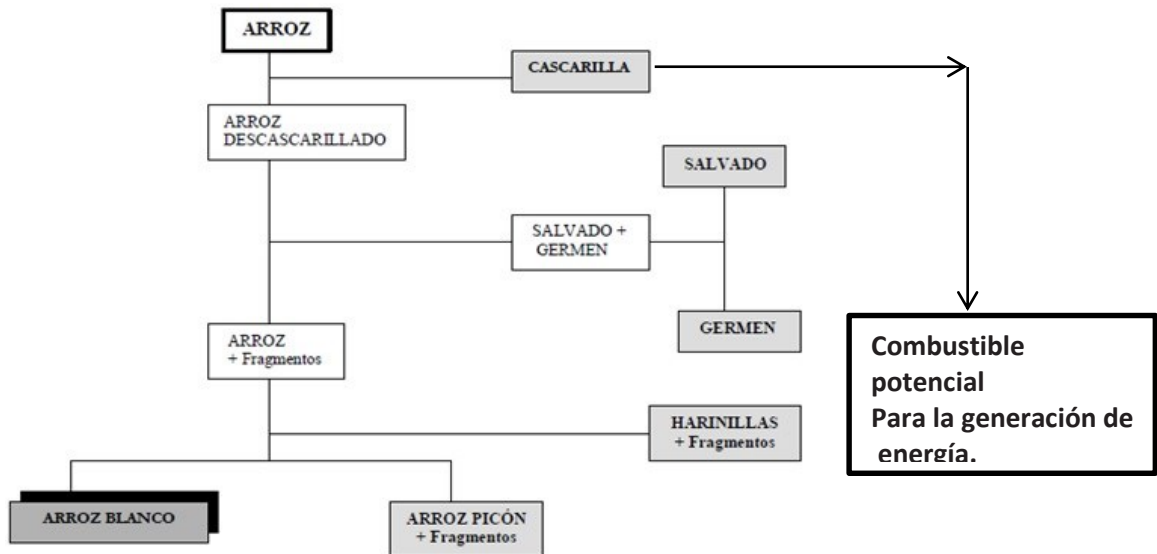 ARROZ
CASCARILLA
ARROZ
DESCASCARILLADO
SALVADO
SALVADO +
GERMEN
GERMEN
ARROZ
+ Fragmentos
Combustible
potencial
Para la generación de
energía.
HARINILLAS
+ Fragmentos
ARROZ BLANCO
ARROZ PICÓN
+ Fragmentos